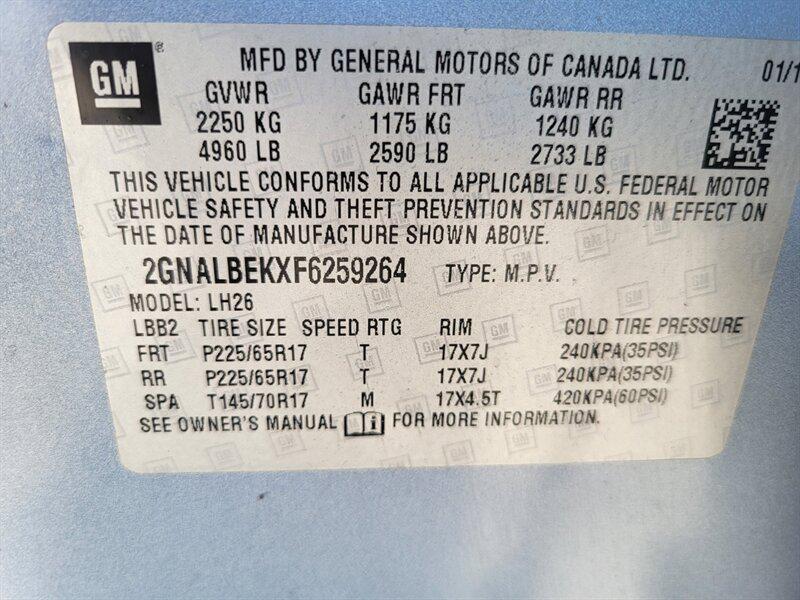 GM ® MFD BY GENERAL MOTORS OF CANADA LTD. 01/1
GVWR GAWR FRT GAWR RR
2250 KG 1175 KG 1240 KG
4960 LB 2590 LB 2733 LB
THIS VEHICLE CONFORMS TO ALL APPLICABLE U.S. FEDERAL MOTOR
VEHICLE SAFETY AND THEFT PREVENTION STANDARDS IN EFFECT ON
THE DATE OF MANUFACTURE SHOWN ABOVE.
2GNALBEKXF6259264 TYPE: M.P.V.
MODEL: LH26
LBB2 TIRE SIZE SPEED RTG RIM COLD TIRE PRESSURE
FRT P225/65R17 T 17X7J 240KPA(35PSI)
RR P225/65R17 T 17X7J 240KPA(35PSI)
SPA T145/70R17 M 17X4.5T 420KPA(60PSI)
SEE OWNER'S MANUAL i FOR MORE INFORMATION.